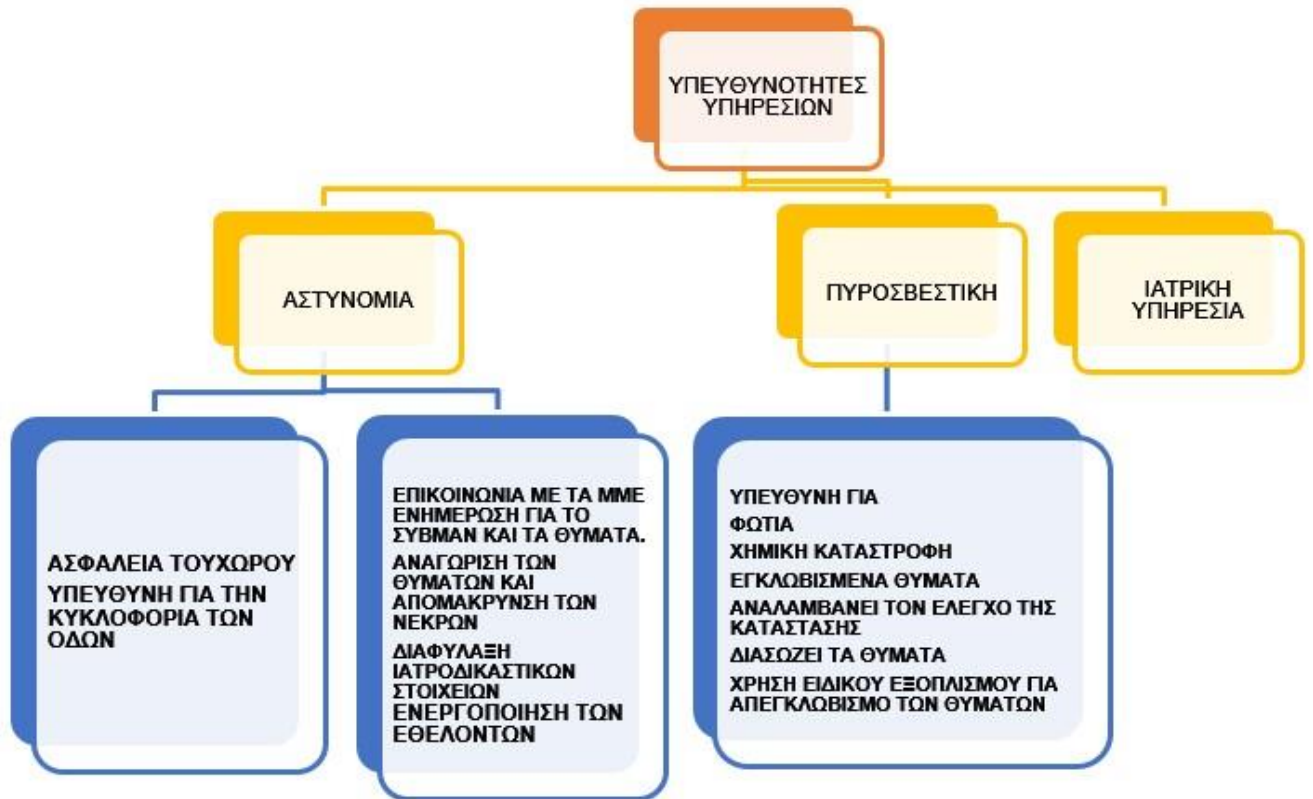 ΥΠΕΥΘΥΝΟΤΗΤΕΣ
ΥΠΗΡΕΣΙΩΝ
ΑΣΤΥΝΟΜΙΑ
ΠΥΡΟΣΒΕΣΤΙΚΗ
ΙΑΤΡΙΚΗ
ΥΠΗΡΕΣΙΑ
ΑΣΦΑΛΕΙΑ ΤΟΥΧΩΡΟΥ
ΥΠΕΥΘΥΝΗ ΓΙΑ ΤΗΝ
ΚΥΚΛΟΦΟΡΙΑ ΤΩΝ
ΟΔΩΝ
ΕΠΙΚΟΙΝΩΝΙΑ ΜΕ ΤΑ ΜΜΕ
ΕΝΗΜΕΡΩΣΗ ΓΙΑ ΤΟ
ΣΥΒΜΑΝ ΚΑΙ ΤΑ ΘΥΜΑΤΑ.
ΑΝΑΓΩΡΙΣΗ ΤΩΝ
ΘΥΜΑΤΩΝ ΚΑΙ
ΑΠΟΜΑΚΡΥΝΣΗ ΤΩΝ
ΝΕΚΡΩΝ
ΔΙΑΦΥΛΑΞΗ
ΙΑΤΡΟΔΙΚΑΣΤΙΚΩΝ
ΣΤΟΙΧΕΙΩΝ
ΕΝΕΡΓΟΠΟΙΗΣΗ ΤΩΝ
ΕΘΕΛΟΝΤΩΝ
ΥΠΕΥΘΥΝΗ ΓΙΑ
ΦΩΤΙΑ
ΧΗΜΙΚΗ ΚΑΤΑΣΤΡΟΦΗ
ΕΓΚΛΩΒΙΣΜΕΝΑ ΘΥΜΑΤΑ
ΑΝΑΛΑΜΒΑΝΕΙ ΤΟΝ ΕΛΕΓΧΟ ΤΗΣ
ΚΑΤΑΣΤΑΣΗΣ
ΔΙΑΣΩΖΕΙ ΤΑ ΘΥΜΑΤΑ
ΧΡΗΣΗ ΕΙΔΙΚΟΥ ΕΞΟΠΛΙΣΜΟΥ ΓΙΑ
ΑΠΕΓΚΛΩΒΙΣΜΟ ΤΩΝ ΘΥΜΑΤΩΝ